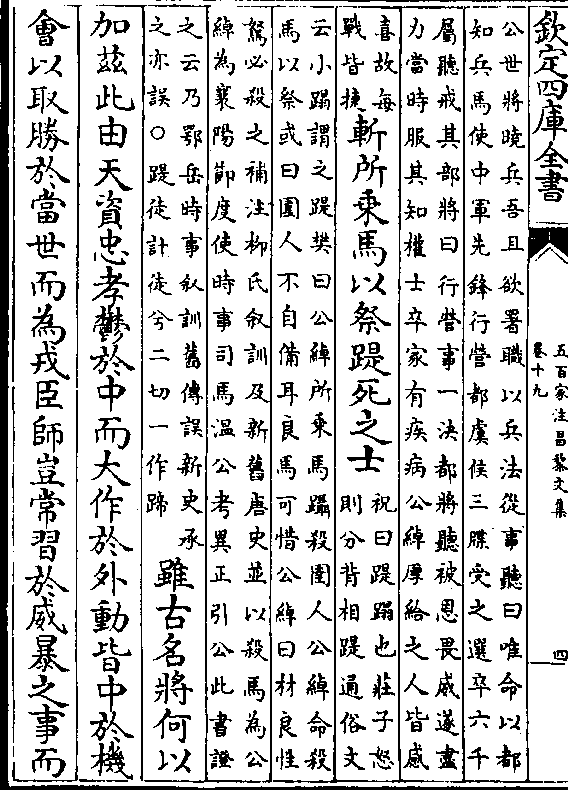 欽定四庫全書
五百家注昌黎文集
卷十九
四
公世將曉兵吾且欲署職以兵法從事聽曰唯命以都
知兵馬使中軍先鋒行營都虞侯三牒受之選卒六千
屬聽戒其部將曰行營事一決都將聽被恩畏威遂盡
力當時服其知權士卒家有疾病公綽厚給之人皆感
喜故每
戰皆捷
斬所乘馬以祭踶死之士
祝曰踶蹋也莊子怒
則分背相踶通俗文
云小蹋謂之踶樊曰公綽所乘馬躡殺圉人公綽命殺
馬以祭或曰圉人不自備耳良馬可惜公綽曰材良性
駑必殺之補注柳氏叙訓及新舊唐史並以殺馬為公
綽為襄陽節度使時事司馬溫公考異正引公此書證
之云乃鄂岳時事叙訓舊傳誤新史承
之亦誤○踶徒計徒兮二切一作蹄
雖古名將何以
加茲此由天資忠孝鬱於中而大作於外動皆中於機
會以取勝於當世而為戎臣師豈常習於威暴之事而